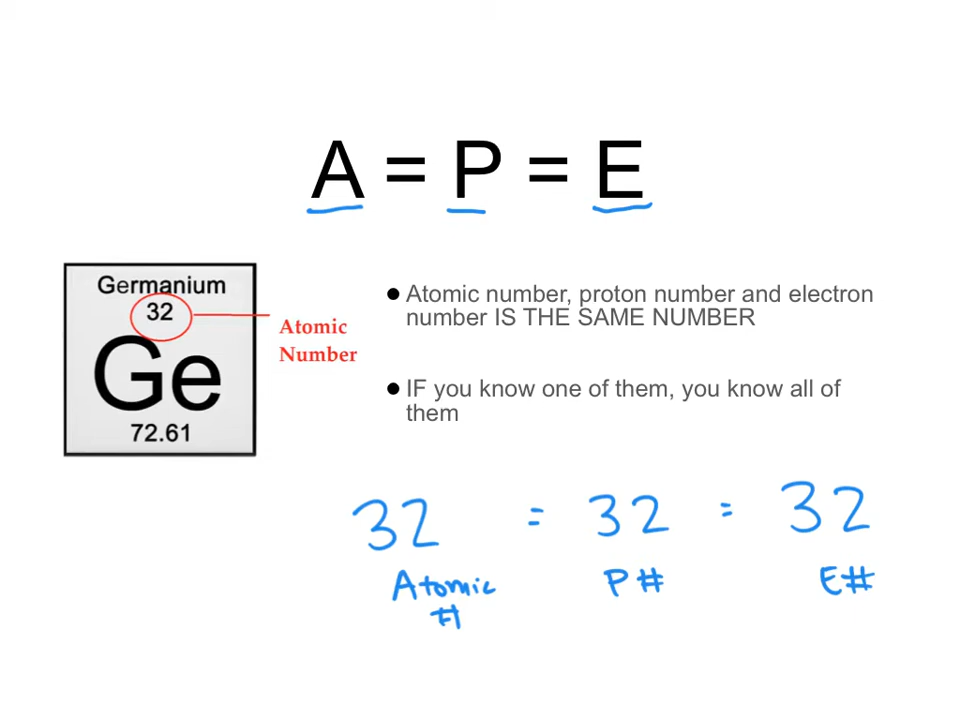 A = P = E
Germanium
32
Ge
72.61
Atomic
Number
● Atomic number, proton number and electron
number IS THE SAME NUMBER
● IF you know one of them, you know all of
them
32 = 32 = 32
Atomic P# E#
#